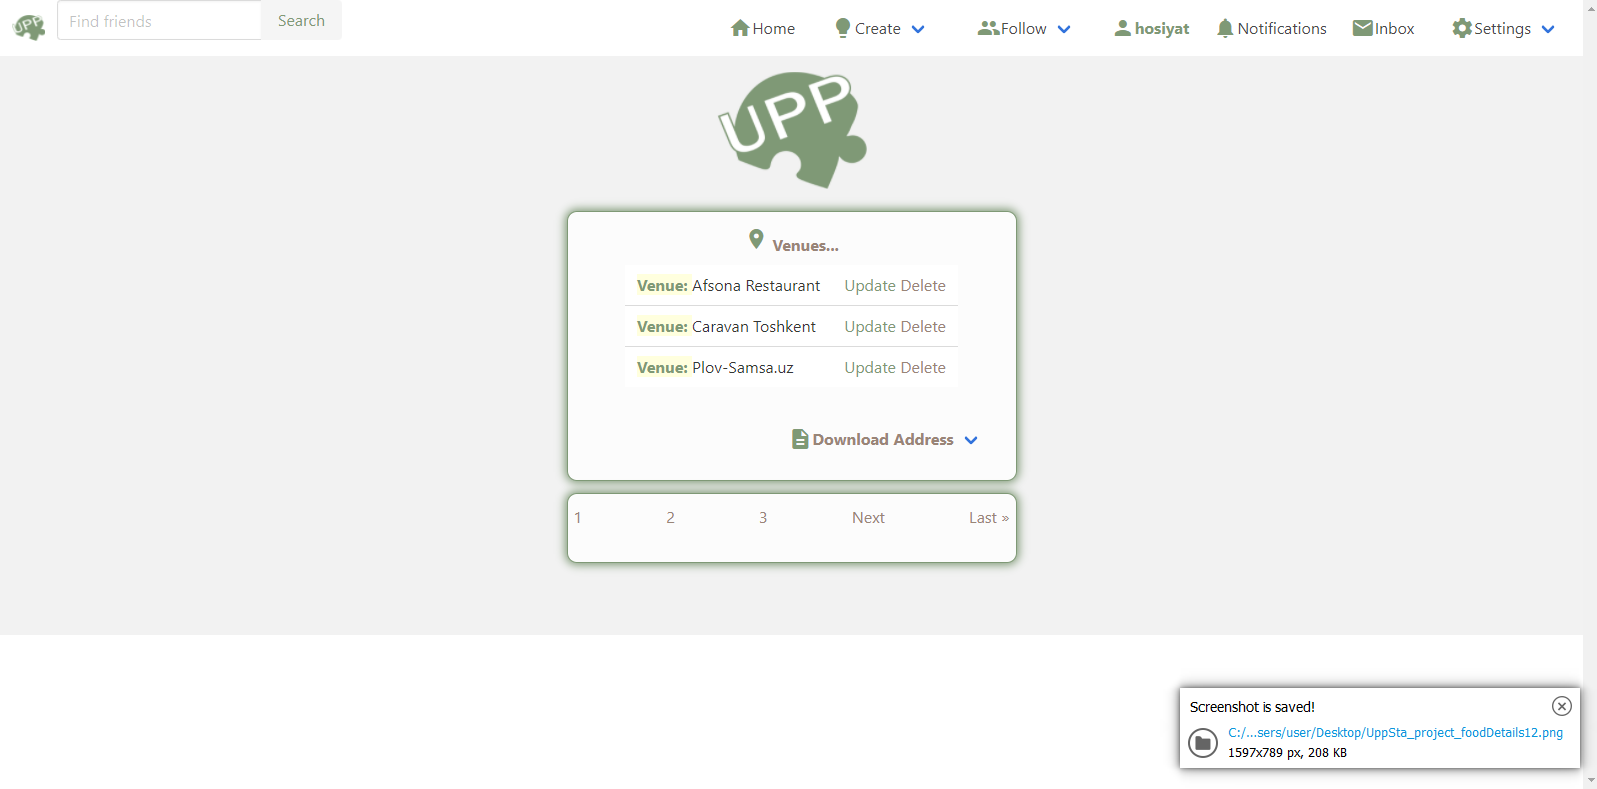 UPP
Find friends
Search
Home
Create
Follow
hosiyat
Notifications
Inbox
Settings
UPP
Venues...
Venue: Afsona Restaurant Update Delete
Venue: Caravan Toshkent Update Delete
Venue: Plov-Samsa.uz Update Delete
Download Address
1 2 3 Next Last »
Screenshot is saved!
C:/...sers/user/Desktop/UppSta_project_foodDetails12.png
1597x789 px, 208 KB